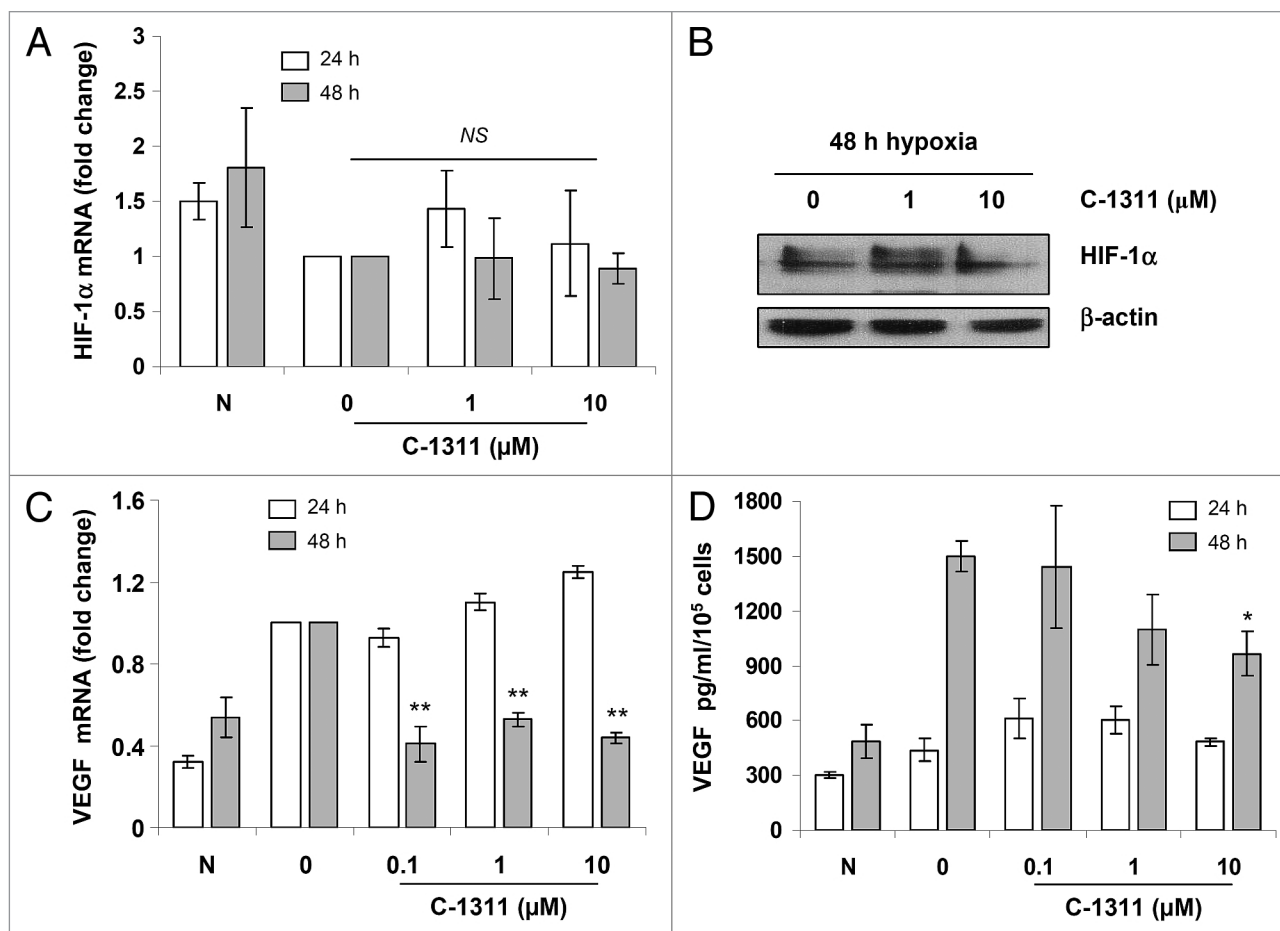 A
HIF-1α mRNA (fold change)
3
2.5
2
1.5
1
0.5
0
24 h
48 h
NS
N 0 1 10
C-1311 (µM)
B
48 h hypoxia
0 1 10 C-1311 (µM)
HIF-1α
β-actin
C
VEGF mRNA (fold change)
1.6
1.2
0.8
0.4
0
24 h
48 h
** ** **
N 0 0.1 1 10
C-1311 (µM)
D
VEGF pg/ml/10⁵ cells
1800
1500
1200
900
600
300
0
24 h
48 h
*
N 0 0.1 1 10
C-1311 (µM)